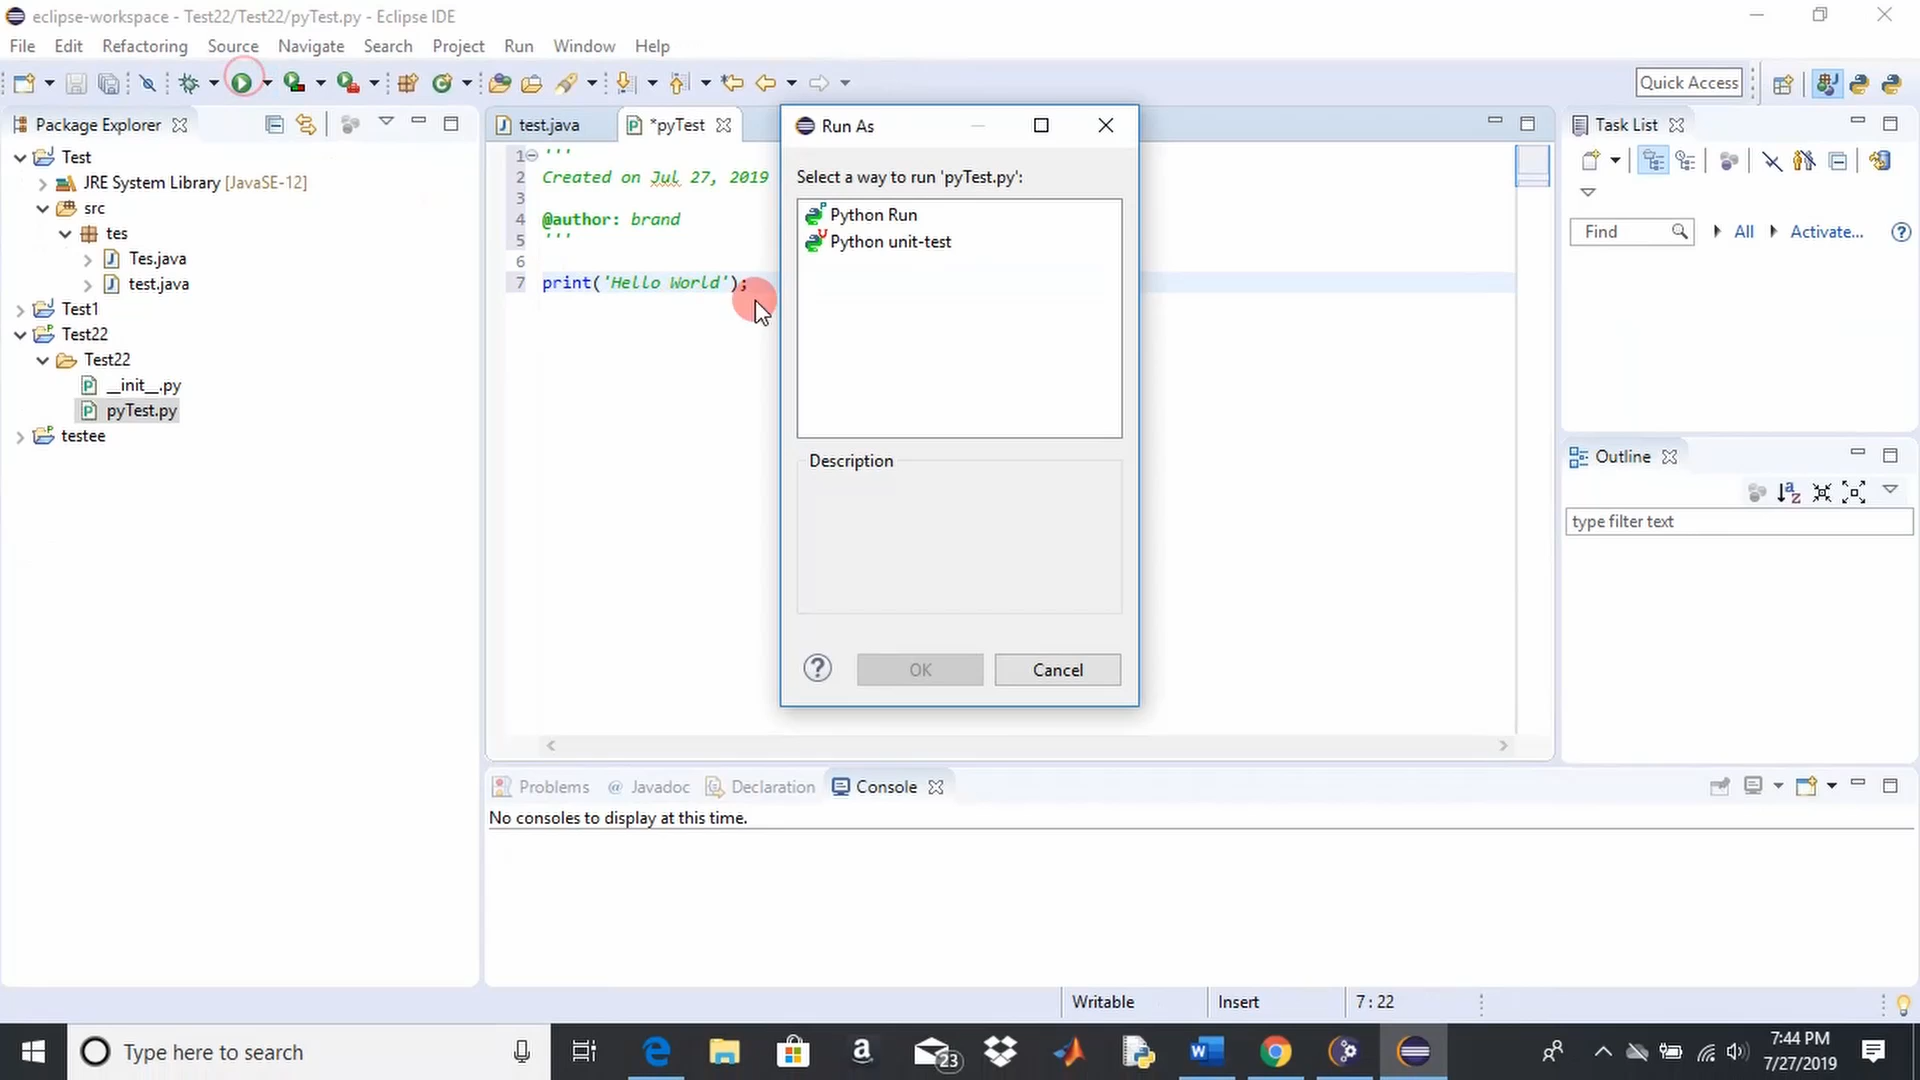 eclipse-workspace - Test22/Test22/pyTest.py - Eclipse IDE
File Edit Refactoring Source Navigate Search Project Run Window Help
Quick Access
Package Explorer
Test
JRE System Library [JavaSE-12]
src
tes
Tes.java
test.java
Test1
Test22
Test22
__init__.py
pyTest.py
testee
test.java
*pyTest
1 '''
2 Created on Jul 27, 2019
3
4 @author: brand
5 '''
6
7 print('Hello World');
Run As
Select a way to run 'pyTest.py':
Python Run
Python unit-test
Description
OK Cancel
Task List
Find All Activate...
Outline
type filter text
Problems @ Javadoc Declaration Console
No consoles to display at this time.
Writable Insert 7 : 22
Type here to search
23
7:44 PM
7/27/2019